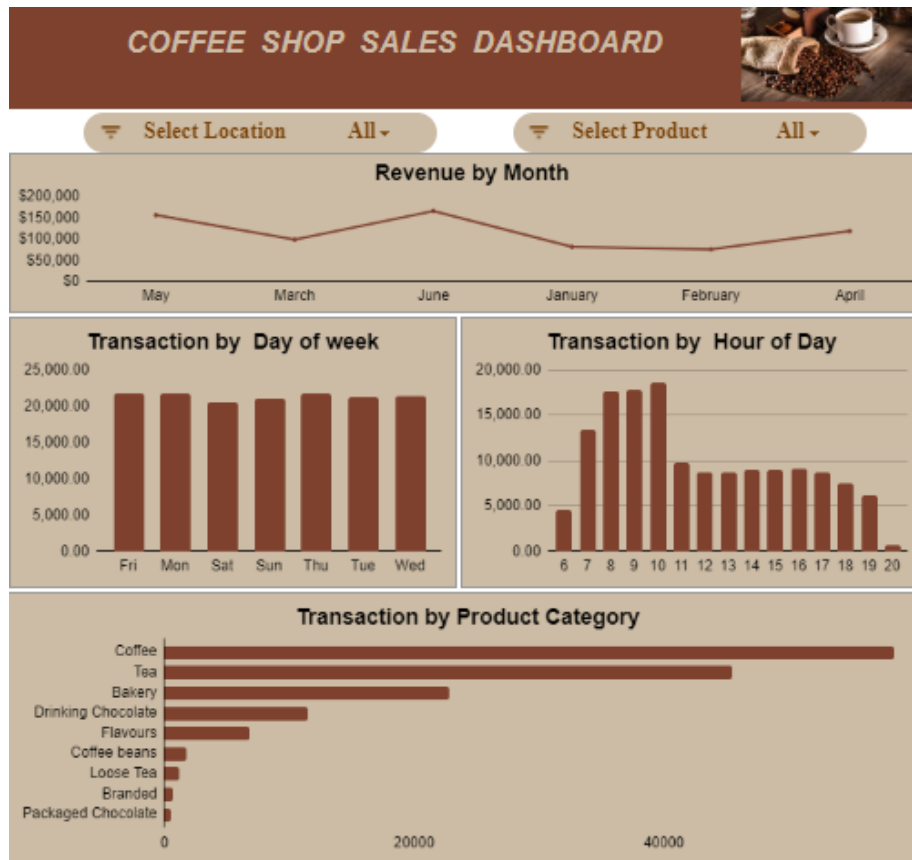 COFFEE SHOP SALES DASHBOARD
Select Location All
Select Product All
Revenue by Month
$200,000
$150,000
$100,000
$50,000
$0
May March June January February April
Transaction by Day of week
25,000.00
20,000.00
15,000.00
10,000.00
5,000.00
0.00
Fri Mon Sat Sun Thu Tue Wed
Transaction by Hour of Day
20,000.00
15,000.00
10,000.00
5,000.00
0.00
6 7 8 9 10 11 12 13 14 15 16 17 18 19 20
Transaction by Product Category
Coffee
Tea
Bakery
Drinking Chocolate
Flavours
Coffee beans
Loose Tea
Branded
Packaged Chocolate
0 20000 40000